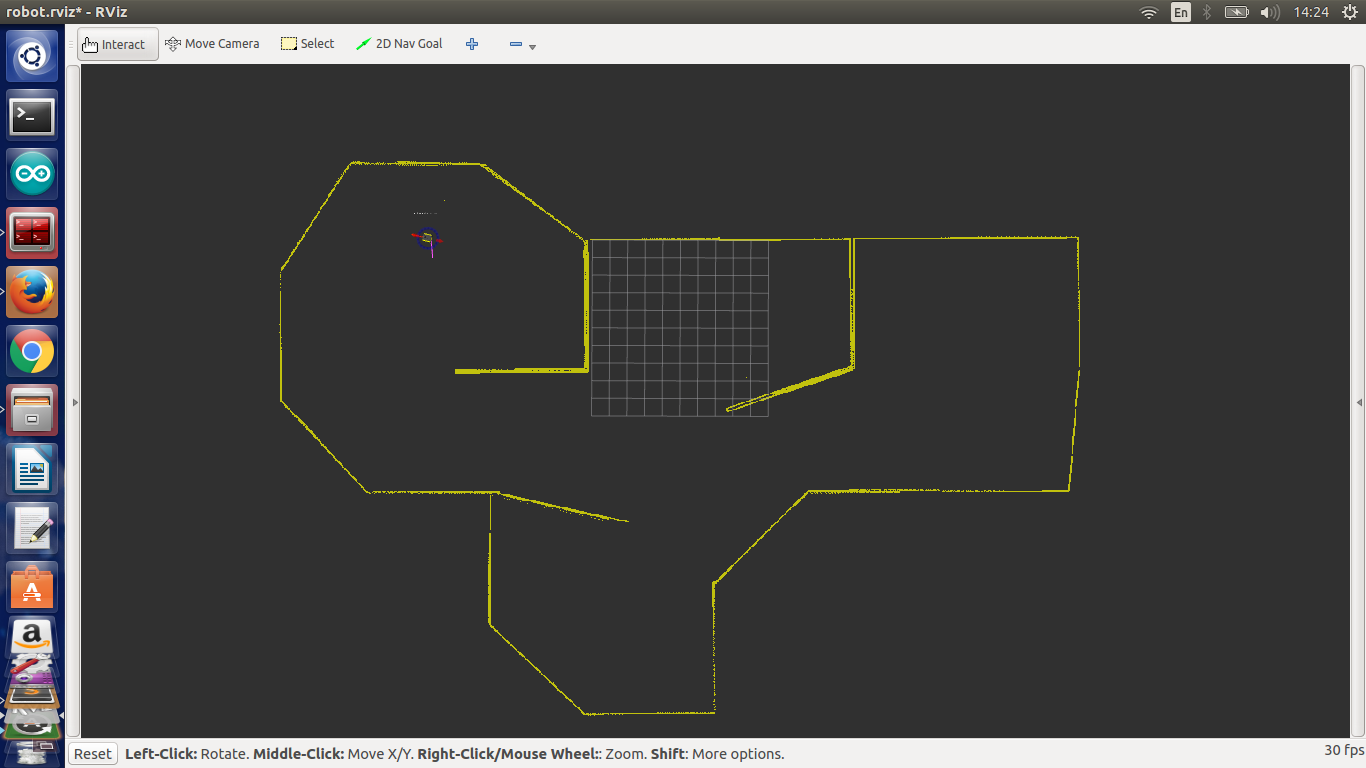 robot.rviz* - RViz
En
14:24
Interact
Move Camera
Select
2D Nav Goal
Reset
Left-Click: Rotate. Middle-Click: Move X/Y. Right-Click/Mouse Wheel:: Zoom. Shift: More options.
30 fps